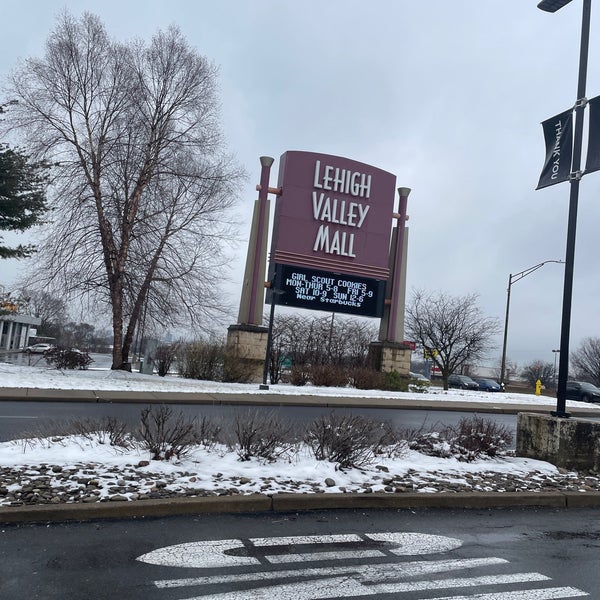 LEHIGH
VALLEY
MALL
GIRL SCOUT COOKIES
MON-THUR 5-8 FRI 5-9
SAT 10-9 SUN 12-6
Near Starbucks
THANK YOU